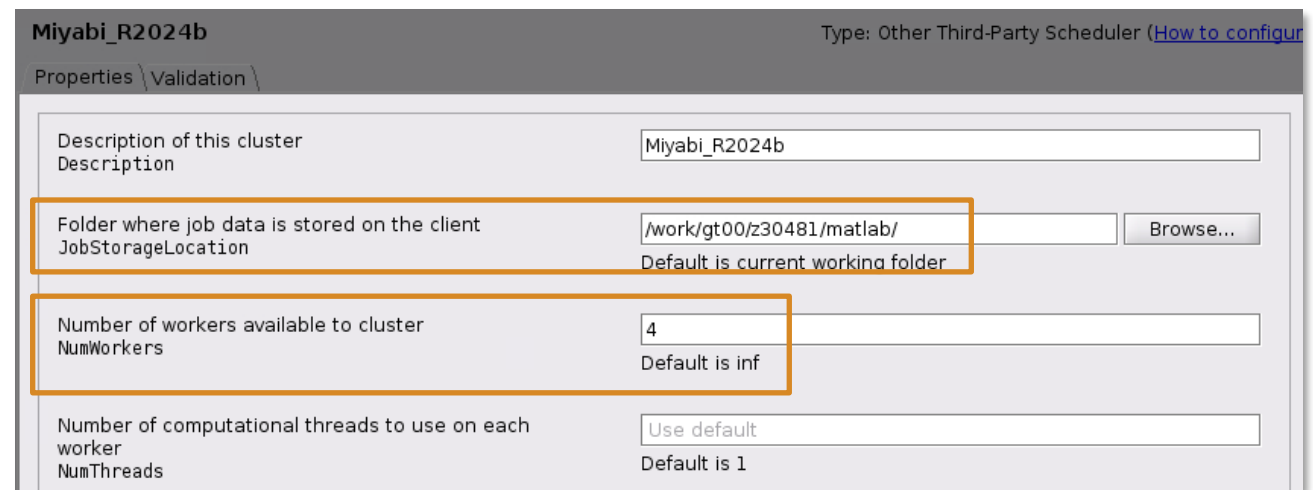 Miyabi_R2024b
Type: Other Third-Party Scheduler (How to configur
Properties
Validation
Description of this cluster
Description
Miyabi_R2024b
Folder where job data is stored on the client
JobStorageLocation
/work/gt00/z30481/matlab/
Browse...
Default is current working folder
Number of workers available to cluster
NumWorkers
4
Default is inf
Number of computational threads to use on each
worker
NumThreads
Use default
Default is 1